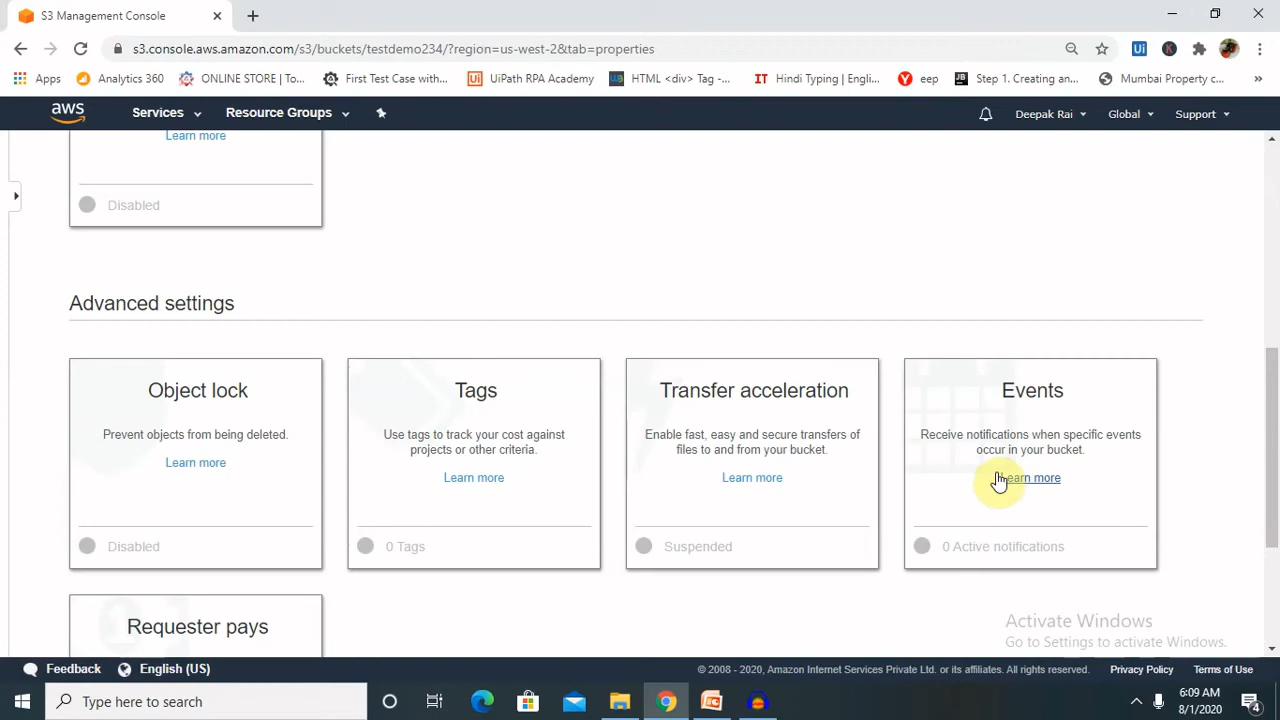 S3 Management Console
s3.console.aws.amazon.com/s3/buckets/testdemo234/?region=us-west-2&tab=properties
Apps
Analytics 360
ONLINE STORE | To...
First Test Case with...
UiPath RPA Academy
HTML <div> Tag -...
Hindi Typing | Engli...
eep
Step 1. Creating an...
Mumbai Property c...
aws
Services
Resource Groups
Deepak Rai
Global
Support
Learn more
Disabled
Advanced settings
Object lock
Prevent objects from being deleted.
Learn more
Disabled
Tags
Use tags to track your cost against
projects or other criteria.
Learn more
0 Tags
Transfer acceleration
Enable fast, easy and secure transfers of
files to and from your bucket.
Learn more
Suspended
Events
Receive notifications when specific events
occur in your bucket.
Learn more
0 Active notifications
Requester pays
Activate Windows
Go to Settings to activate Windows.
Feedback
English (US)
© 2008 - 2020, Amazon Internet Services Private Ltd. or its affiliates. All rights reserved.
Privacy Policy
Terms of Use
Type here to search
6:09 AM
8/1/2020
4